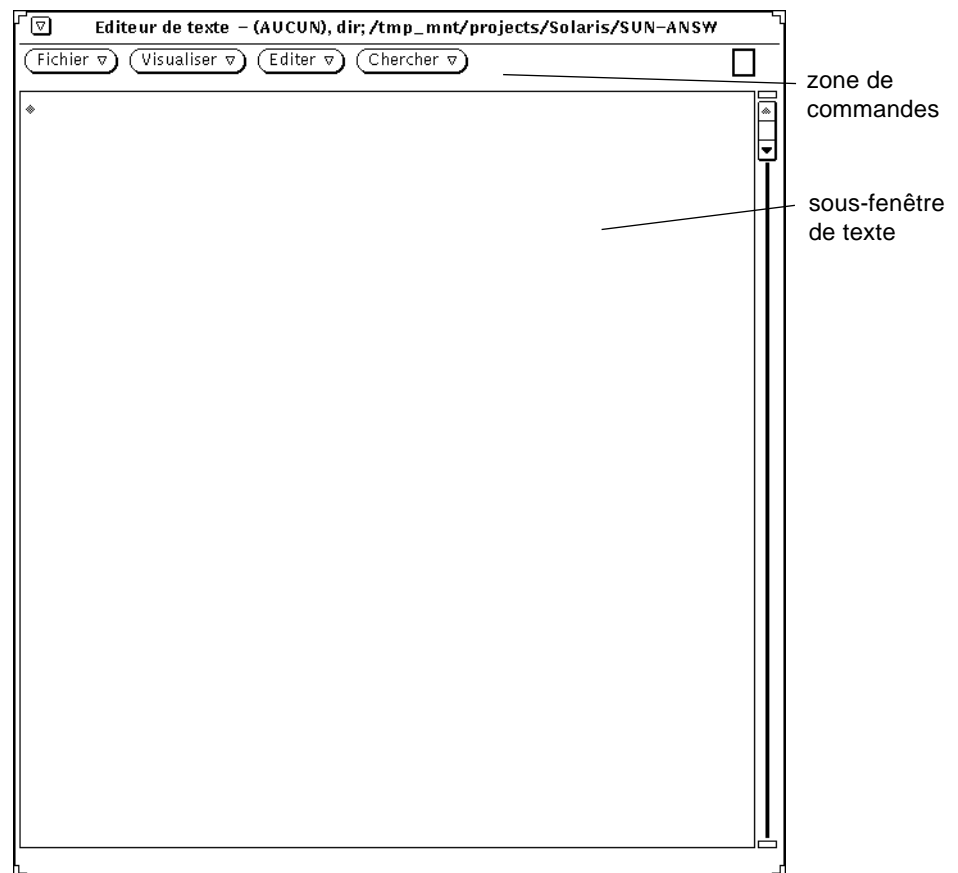 Editeur de texte – (AUCUN), dir; /tmp_mnt/projects/Solaris/SUN–ANSW
Fichier Visualiser Editer Chercher
zone de
commandes
sous-fenêtre
de texte